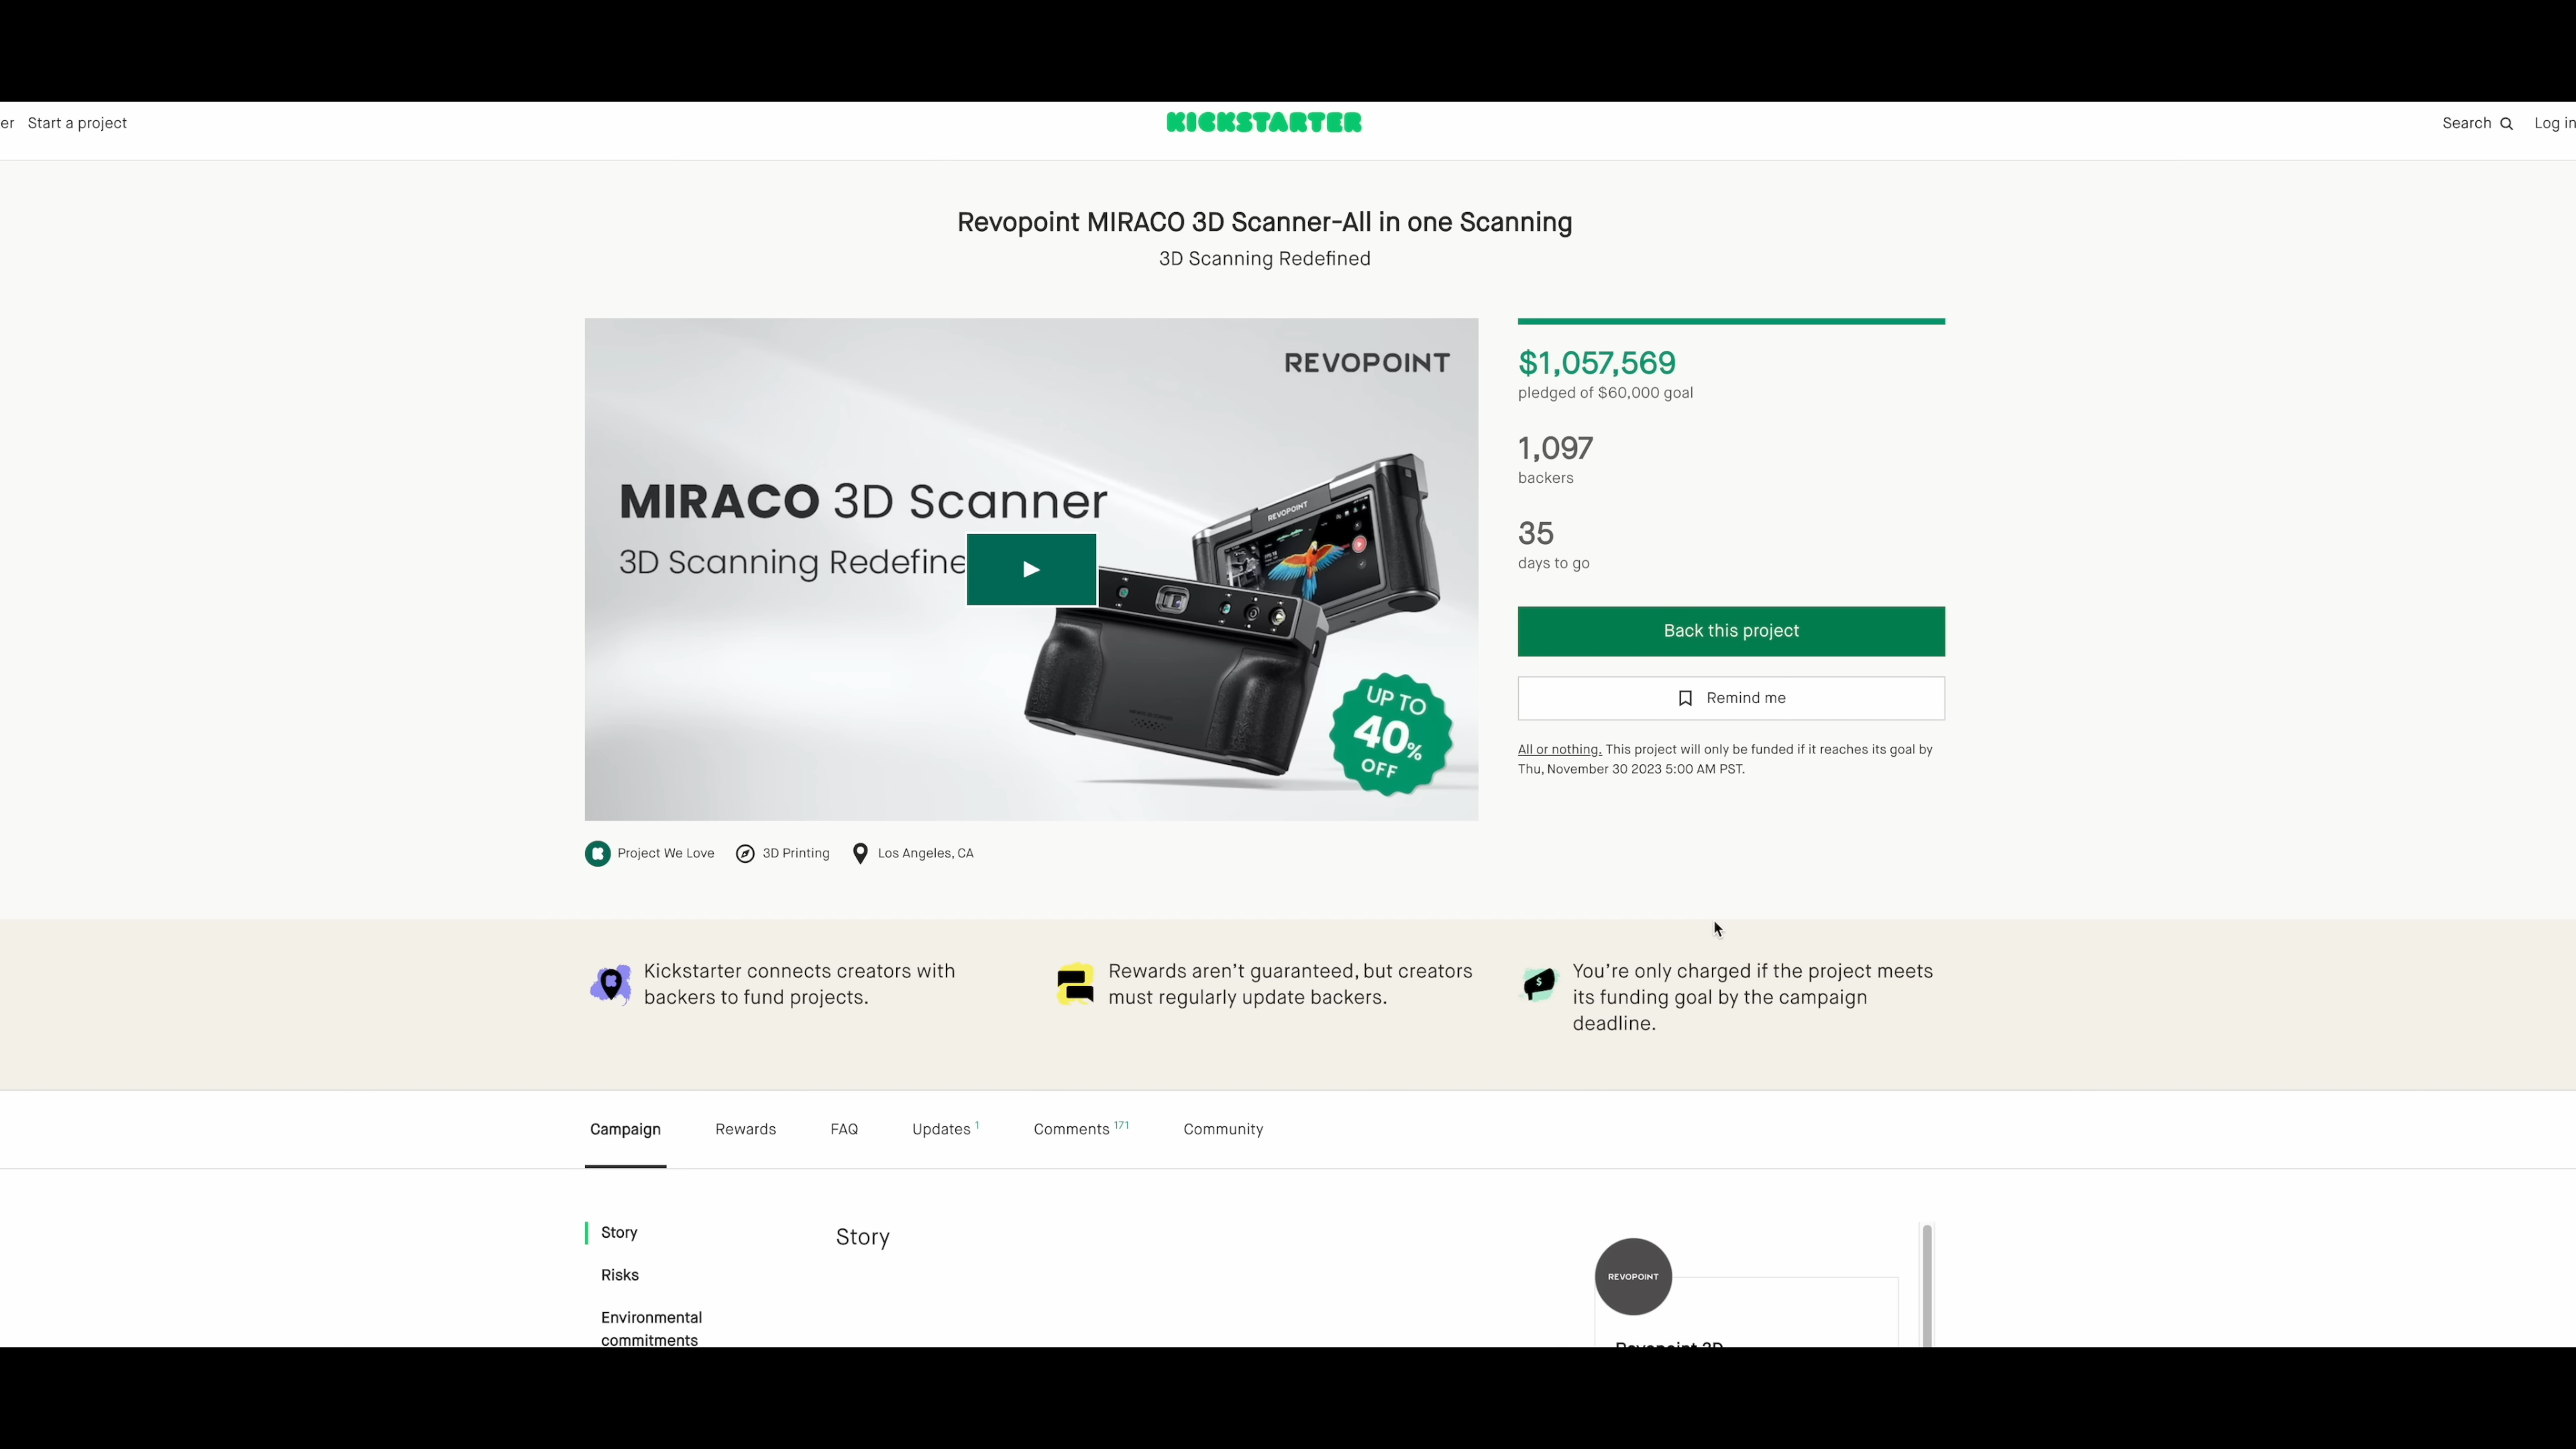 er Start a project
KICKSTARTER
Search
Log in
Revopoint MIRACO 3D Scanner-All in one Scanning
3D Scanning Redefined
REVOPOINT
MIRACO 3D Scanner
3D Scanning Redefine
REVOPOINT
UP TO
40%
OFF
$1,057,569
pledged of $60,000 goal
1,097
backers
35
days to go
Back this project
Remind me
All or nothing. This project will only be funded if it reaches its goal by
Thu, November 30 2023 5:00 AM PST.
Project We Love
3D Printing
Los Angeles, CA
Kickstarter connects creators with
backers to fund projects.
Rewards aren't guaranteed, but creators
must regularly update backers.
You're only charged if the project meets
its funding goal by the campaign
deadline.
Campaign
Rewards
FAQ
Updates 1
Comments 171
Community
Story
Risks
Environmental
commitments
Story
REVOPOINT
Revopoint 3D